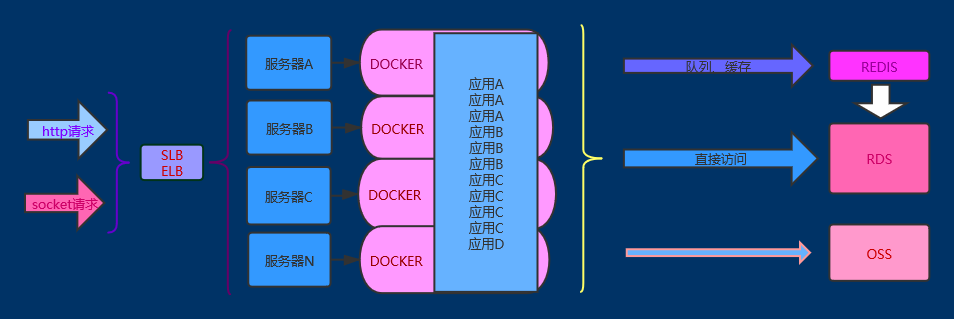 http请求
socket请求
SLB
ELB
服务器A
服务器B
服务器C
服务器N
DOCKER
DOCKER
DOCKER
DOCKER
应用A
应用A
应用A
应用B
应用B
应用B
应用C
应用C
应用C
应用C
应用D
队列、缓存
直接访问
REDIS
RDS
OSS